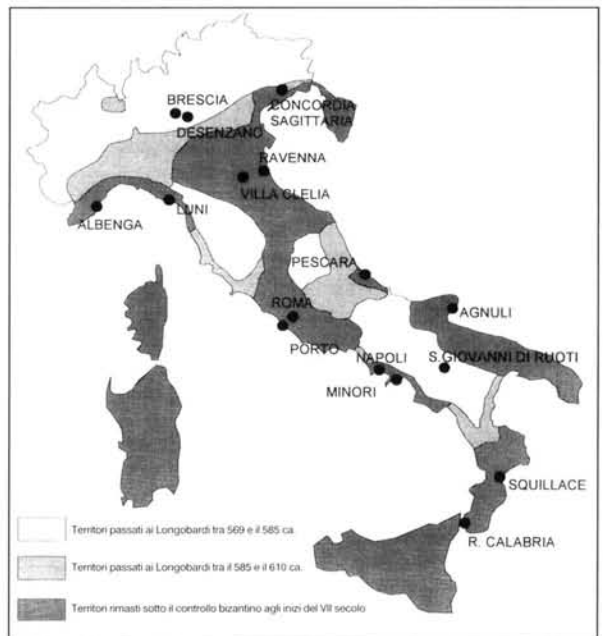 BRESCIA
DESENZANO
CONCORDIA
SAGITTARIA
RAVENNA
VILLA CLELIA
ALBENGA
LUNI
PESCARA
ROMA
PORTO
AGNULI
NAPOLI
S.GIOVANNI DI RUOTI
MINORI
SQUILLACE
R. CALABRIA
Territori passati ai Longobardi tra 569 e il 585 ca.
Territori passati ai Longobardi tra il 585 e il 610 ca.
Territori rimasti sotto il controllo bizantino agli inizi del VII secolo